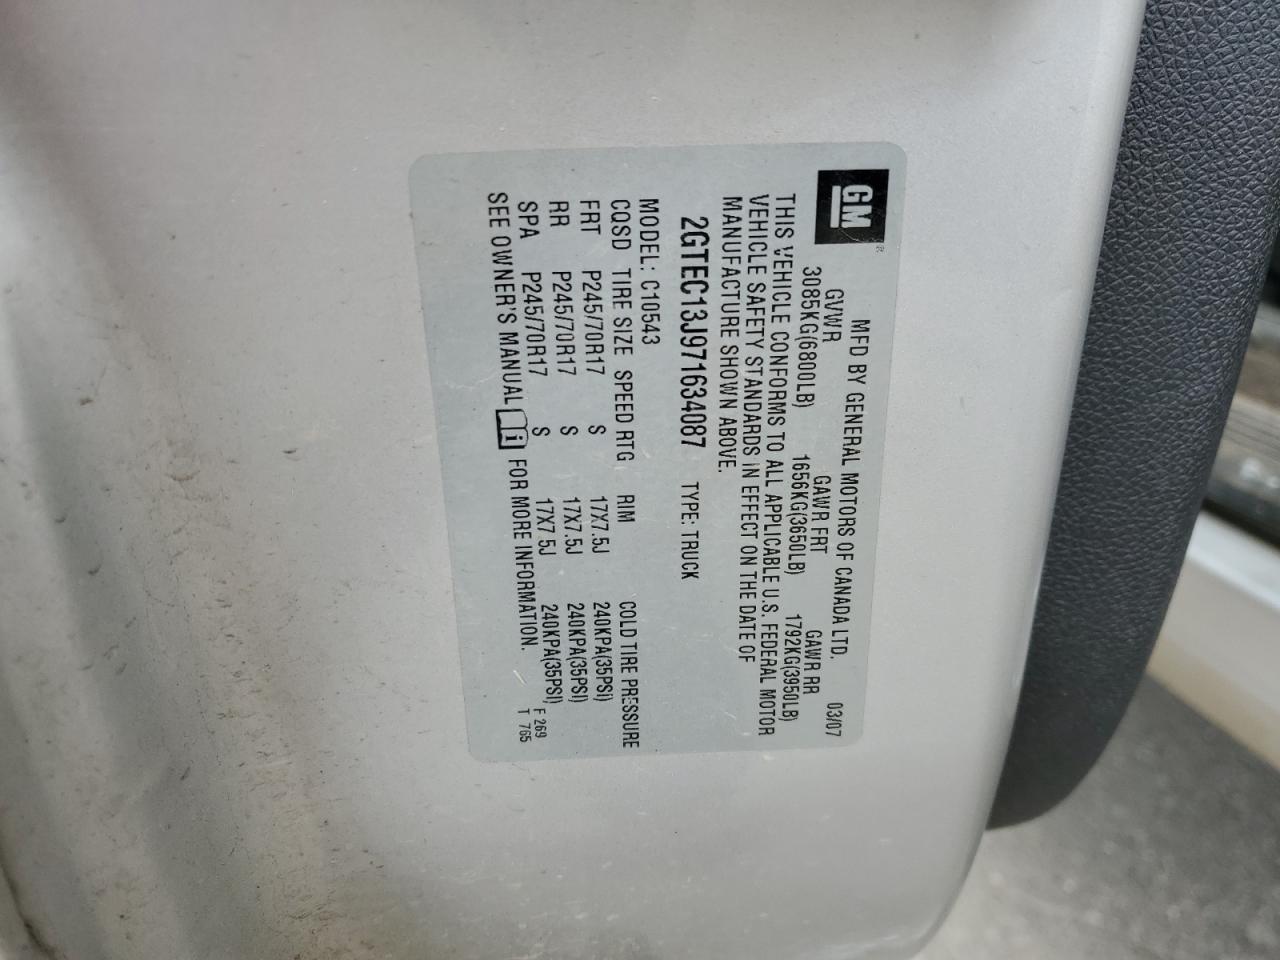 GM®
MFD BY GENERAL MOTORS OF CANADA LTD. 03/07
GVWR GAWR FRT GAWR RR
3085KG(6800LB) 1656KG(3650LB) 1792KG(3950LB)
THIS VEHICLE CONFORMS TO ALL APPLICABLE U.S. FEDERAL MOTOR
VEHICLE SAFETY STANDARDS IN EFFECT ON THE DATE OF
MANUFACTURE SHOWN ABOVE.
2GTEC13J971634087 TYPE: TRUCK
MODEL: C10543
CQSD TIRE SIZE SPEED RTG RIM COLD TIRE PRESSURE
FRT P245/70R17 S 17X7.5J 240KPA(35PSI)
RR P245/70R17 S 17X7.5J 240KPA(35PSI)
SPA P245/70R17 S 17X7.5J 240KPA(35PSI)
SEE OWNER'S MANUAL i FOR MORE INFORMATION.
F 269
T 765